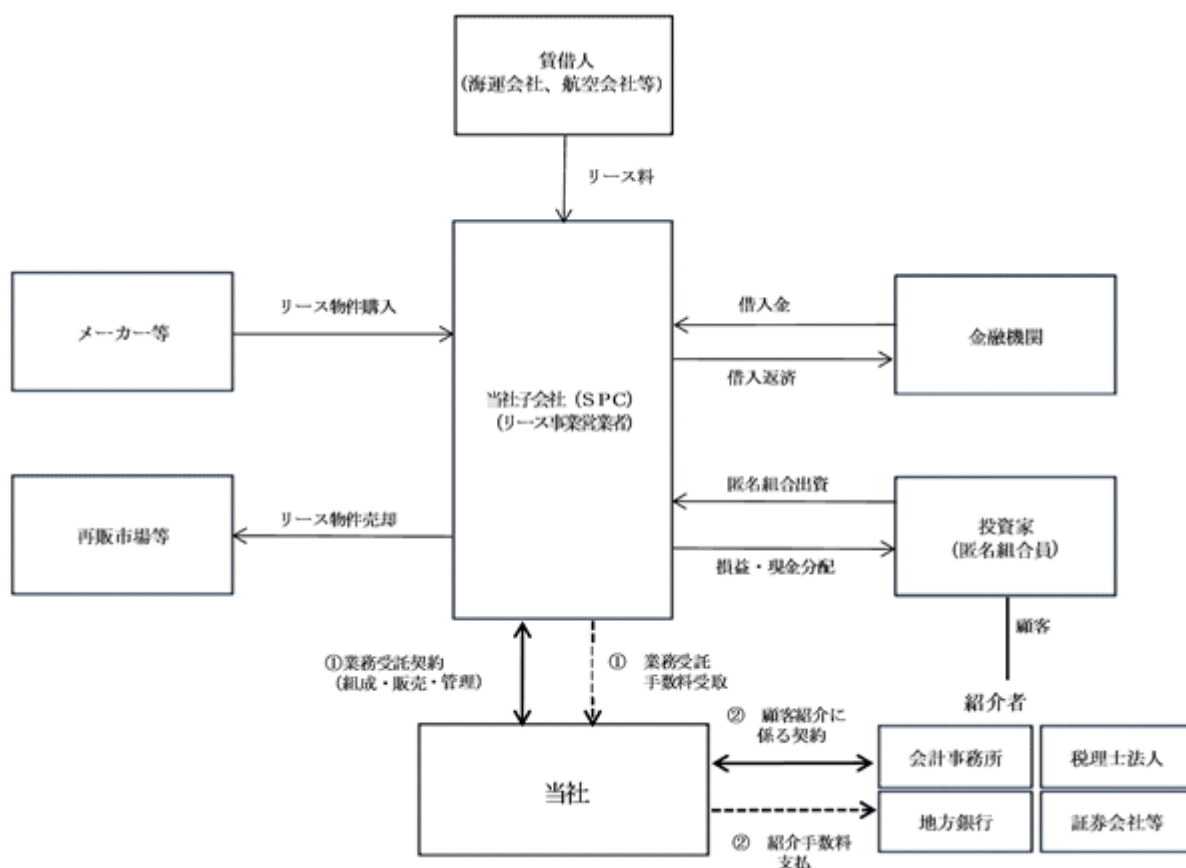 賃借人
(海運会社、航空会社等)
リース料
メーカー等
リース物件購入
借入金
金融機関
借入返済
当社子会社（ＳＰＣ）
（リース事業営業者）
再販市場等
リース物件売却
匿名組合出資
投資家
(匿名組合員)
損益・現金分配
顧客
①業務受託契約
（組成・販売・管理）
① 業務受託
手数料受取
紹介者
② 顧客紹介に
係る契約
当社
会計事務所
税理士法人
地方銀行
証券会社等
② 紹介手数料
支払